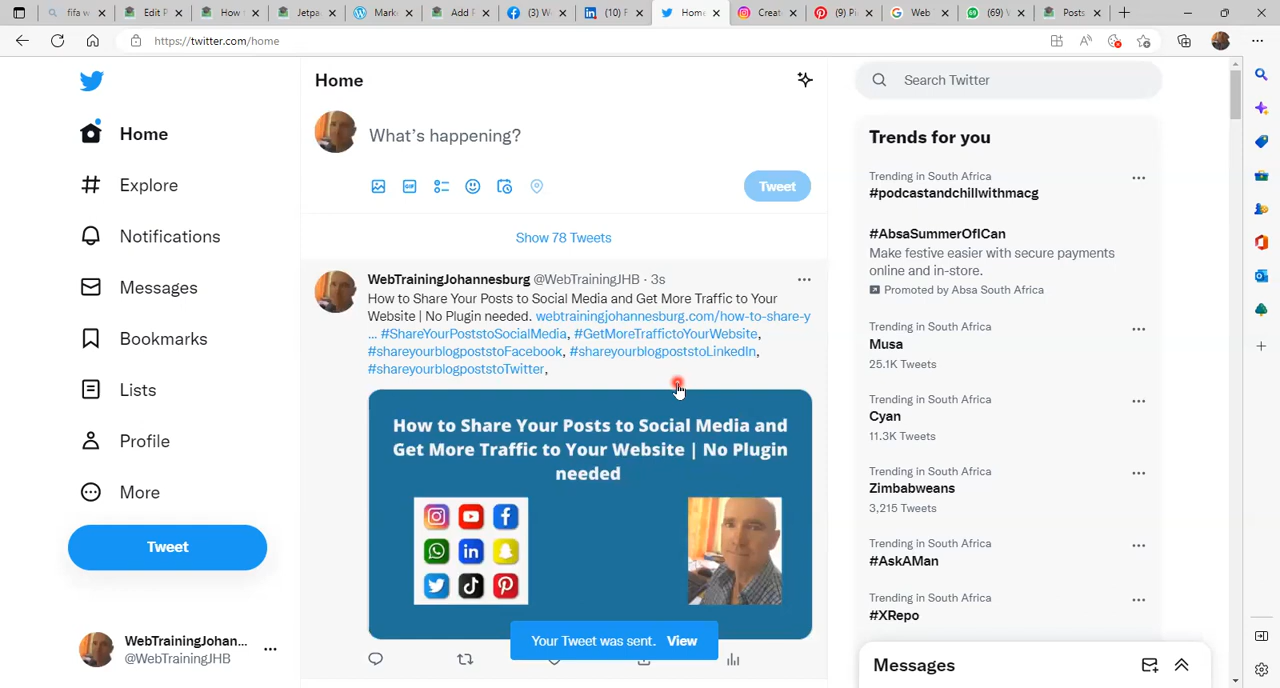 fifa w
Edit P
How t
Jetpa
Mark
Add F
(3) W
(10) F
Hom
Creat
(9) Pi
Web
(69) V
Posts
https://twitter.com/home
Home
Search Twitter
What's happening?
Tweet
Show 78 Tweets
Home
Explore
Notifications
Messages
Bookmarks
Lists
Profile
More
Tweet
WebTrainingJohan...
@WebTrainingJHB
WebTrainingJohannesburg @WebTrainingJHB · 3s
How to Share Your Posts to Social Media and Get More Traffic to Your
Website | No Plugin needed. webtrainingjohannesburg.com/how-to-share-y
... #ShareYourPoststoSocialMedia, #GetMoreTraffictoYourWebsite,
#shareyourblogpoststoFacebook, #shareyourblogpoststoLinkedIn,
#shareyourblogpoststoTwitter,
How to Share Your Posts to Social Media and
Get More Traffic to Your Website | No Plugin
needed
Your Tweet was sent. View
Trends for you
Trending in South Africa
#podcastandchillwithmacg
#AbsaSummerOfICan
Make festive easier with secure payments
online and in-store.
Promoted by Absa South Africa
Trending in South Africa
Musa
25.1K Tweets
Trending in South Africa
Cyan
11.3K Tweets
Trending in South Africa
Zimbabweans
3,215 Tweets
Trending in South Africa
#AskAMan
Trending in South Africa
#XRepo
Messages